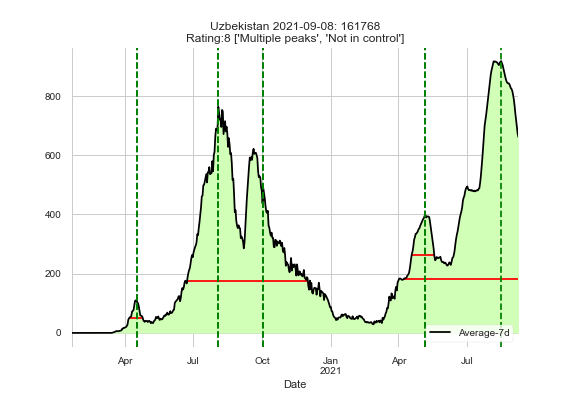 Uzbekistan 2021-09-08: 161768
Rating:8 ['Multiple peaks', 'Not in control']
800
600
400
200
0
Average-7d
Apr
Jul
Oct
Jan
2021
Apr
Jul
Date